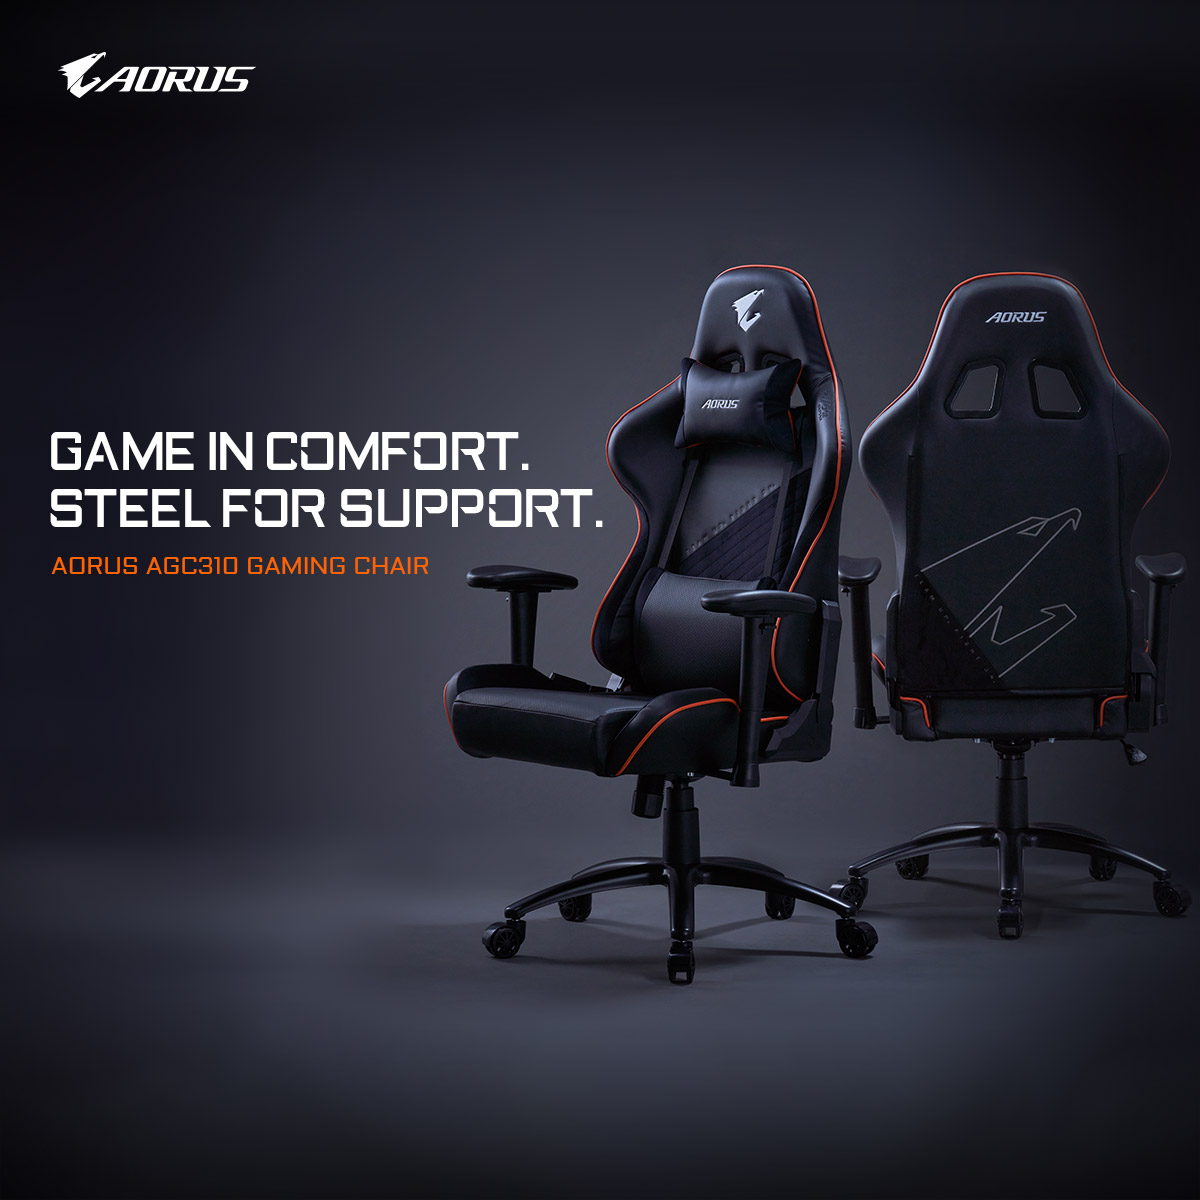 AORUS
GAME IN COMFORT.
STEEL FOR SUPPORT.
AORUS AGC310 GAMING CHAIR
AORUS
AORUS